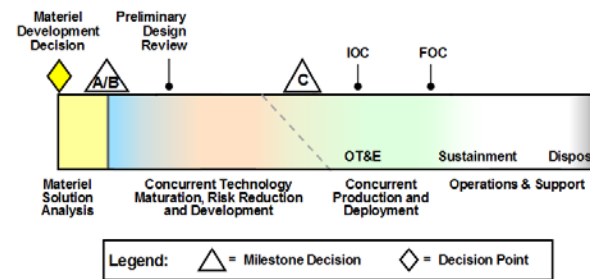 Materiel
Development
Decision
Preliminary
Design
Review
A/B
C
IOC
FOC
OT&E
Sustainment
Dispos
Materiel
Solution
Analysis
Concurrent Technology
Maturation, Risk Reduction
and Development
Concurrent
Production and
Deployment
Operations & Support
Legend:
= Milestone Decision
= Decision Point